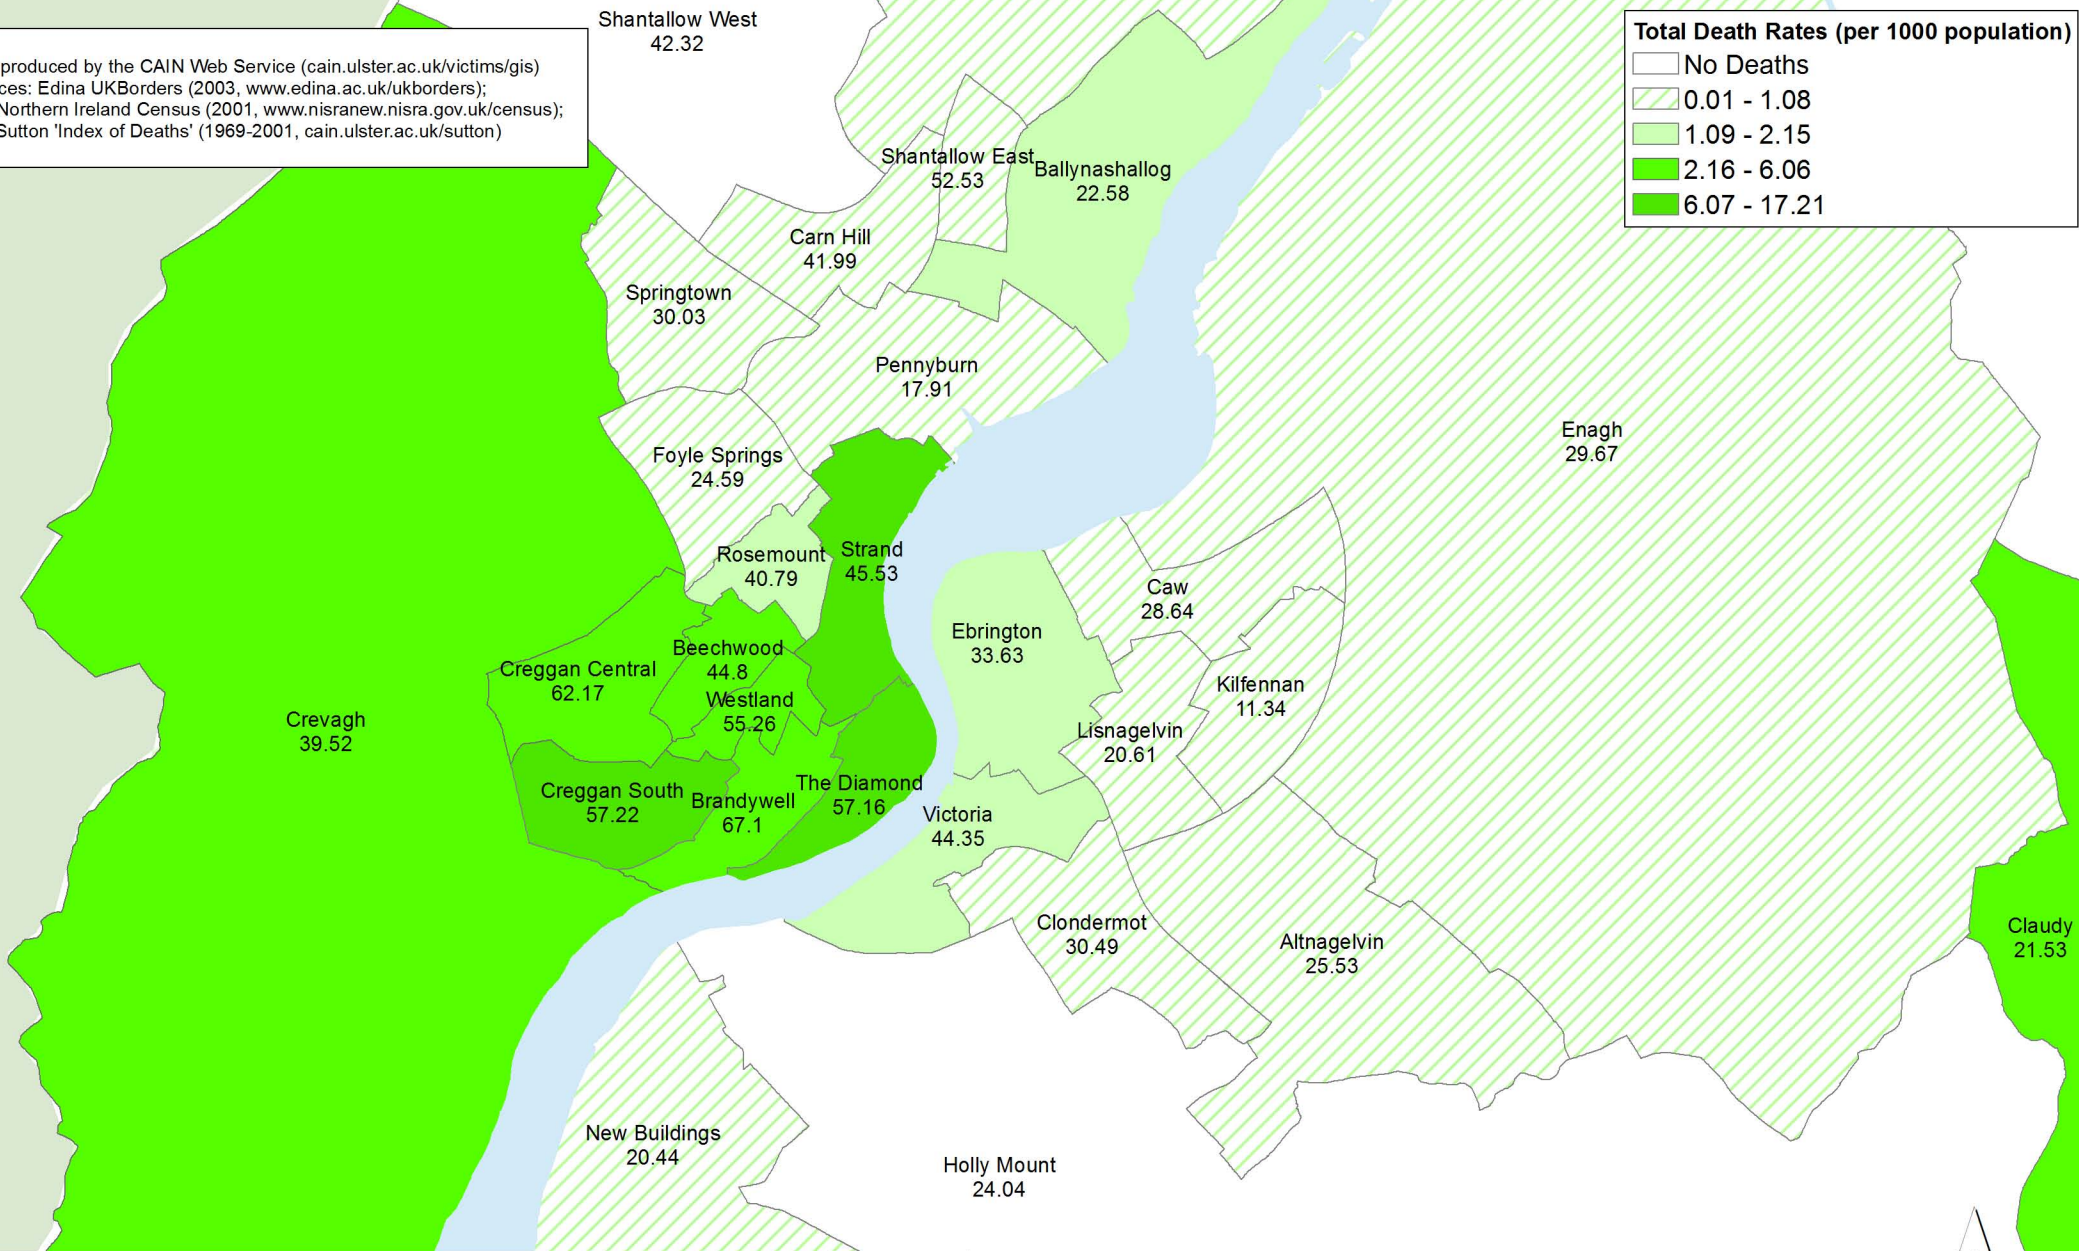 Shantallow West
42.32
produced by the CAIN Web Service (cain.ulster.ac.uk/victims/gis)
ces: Edina UKBorders (2003, www.edina.ac.uk/ukborders);
Northern Ireland Census (2001, www.nisranew.nisra.gov.uk/census);
Sutton 'Index of Deaths' (1969-2001, cain.ulster.ac.uk/sutton)
Total Death Rates (per 1000 population)
No Deaths
0.01 - 1.08
1.09 - 2.15
2.16 - 6.06
6.07 - 17.21
Shantallow East
52.53
Ballynashallog
22.58
Carn Hill
41.99
Springtown
30.03
Pennyburn
17.91
Enagh
29.67
Foyle Springs
24.59
Rosemount
40.79
Strand
45.53
Caw
28.64
Ebrington
33.63
Beechwood
44.8
Creggan Central
62.17
Westland
55.26
Kilfennan
11.34
Crevagh
39.52
Lisnagelvin
20.61
Creggan South
57.22
Brandywell
67.1
The Diamond
57.16
Victoria
44.35
Clondermot
30.49
Altnagelvin
25.53
Claudy
21.53
New Buildings
20.44
Holly Mount
24.04